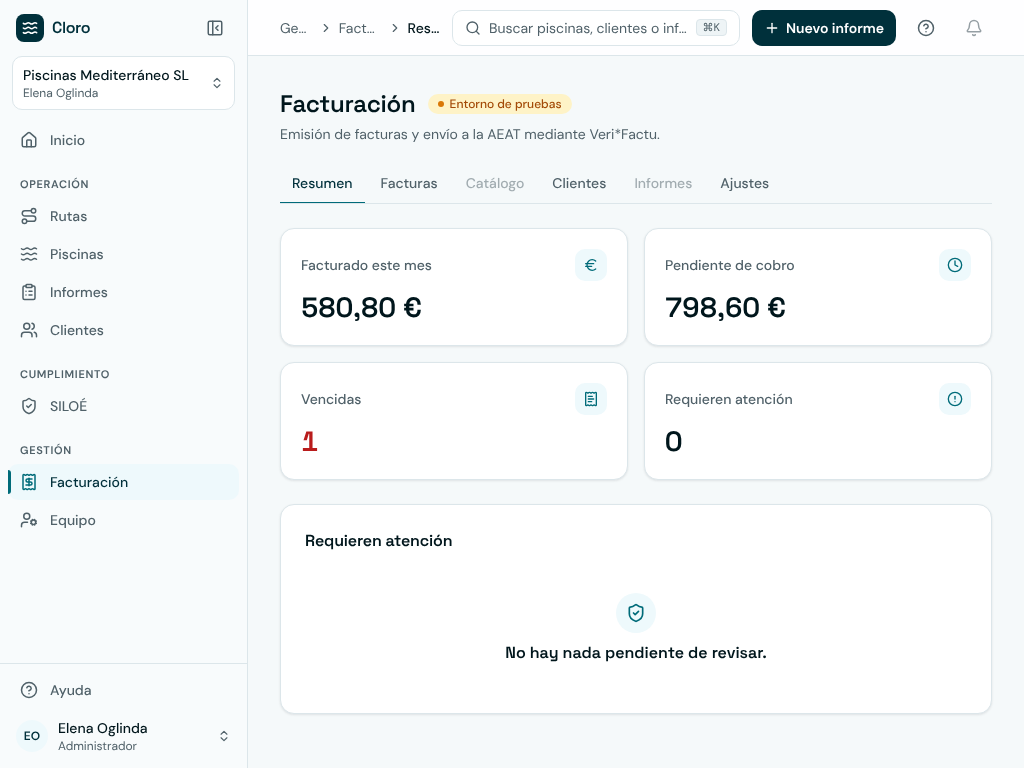 Cloro
Piscinas Mediterráneo SL
Elena Oglinda
Inicio
OPERACIÓN
Rutas
Piscinas
Informes
Clientes
CUMPLIMIENTO
SILOÉ
GESTIÓN
Facturación
Equipo
Ayuda
EO
Elena Oglinda
Administrador
Ge… > Fact… > Res…
Buscar piscinas, clientes o inf… ⌘K
+ Nuevo informe
Facturación
Entorno de pruebas
Emisión de facturas y envío a la AEAT mediante Veri*Factu.
Resumen Facturas Catálogo Clientes Informes Ajustes
Facturado este mes
€
580,80 €
Pendiente de cobro
798,60 €
Vencidas
1
Requieren atención
0
Requieren atención
No hay nada pendiente de revisar.